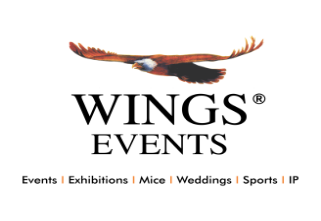 WINGS®
EVENTS
Events | Exhibitions | Mice | Weddings | Sports | IP